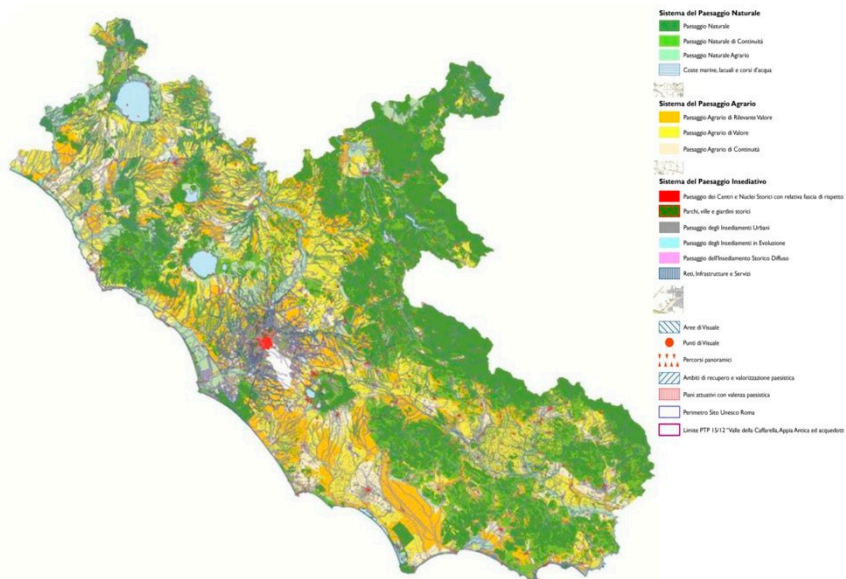 Sistema del Paesaggio Naturale
Paesaggio Naturale
Paesaggio Naturale di Continuità
Paesaggio Naturale Agrario
Coste marine, lacuali e corsi d'acqua
Sistema del Paesaggio Agrario
Paesaggio Agrario di Rilevante Valore
Paesaggio Agrario di Valore
Paesaggio Agrario di Continuità
Sistema del Paesaggio Insediativo
Paesaggio dei Centri e Nuclei Storici con relativa fascia di rispetto
Parchi, ville e giardini storici
Paesaggio degli Insediamenti Urbani
Paesaggio degli Insediamenti in Evoluzione
Paesaggio dell'Insediamento Storico Diffuso
Reti, Infrastrutture e Servizi
Aree di Visuale
Punti di Visuale
Percorsi panoramici
Ambiti di recupero e valorizzazione paesistica
Piani attuativi con valenza paesistica
Perimetro Sito Unesco Roma
Limite PTP 15/12 "Valle della Caffarella, Appia Antica ed acquedotti